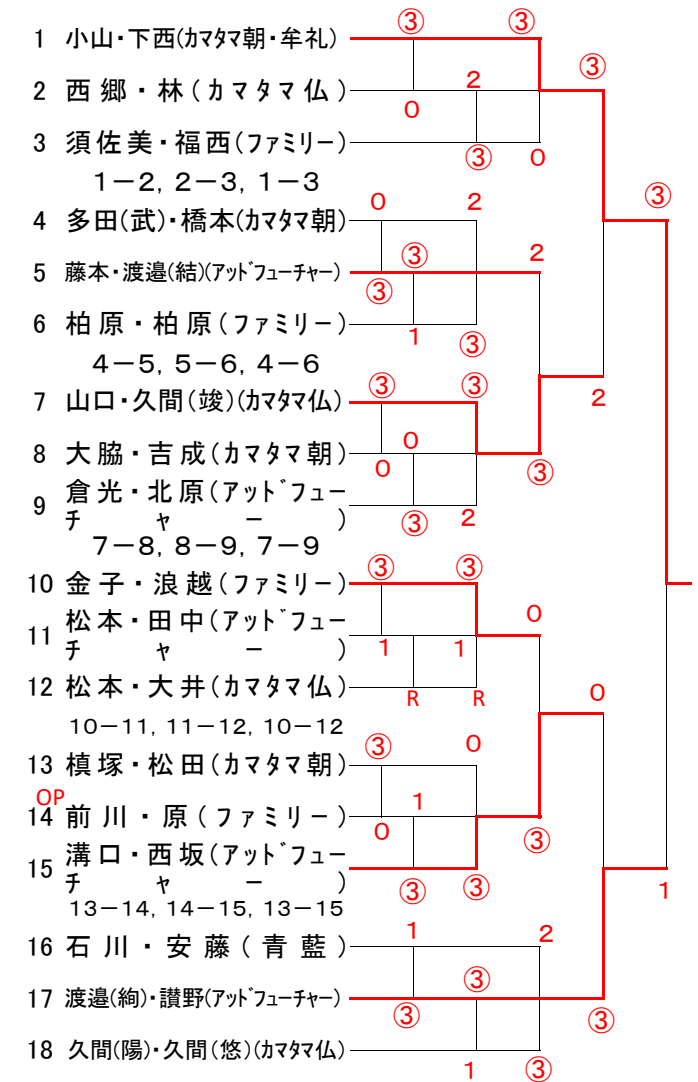 ③ ③
1 小山・下西(カマタマ朝・牟礼)
③
2 西郷・林(カマタマ仏)
2
0
3 須佐美・福西(ファミリー)
③ 0
1－2, 2－3, 1－3
③
0 2
4 多田(武)・橋本(カマタマ朝)
③ 2
5 藤本・渡邉(結)(アッドフューチャー)
③
6 柏原・柏原(ファミリー)
1 ③
4－5, 5－6, 4－6
③ ③
2
7 山口・久間(竣)(カマタマ仏)
0
8 大脇・吉成(カマタマ朝)
0 ③
9 倉光・北原(アッドフュー
チャー)
③ 2
7－8, 8－9, 7－9
③ ③
10 金子・浪越(ファミリー)
0
11 松本・田中(アッドフュー
チャー)
1 1
12 松本・大井(カマタマ仏)
R R
0
10－11, 11－12, 10－12
③ 0
13 槙塚・松田(カマタマ朝)
OP
1
14 前川・原(ファミリー)
0 ③
15 溝口・西坂(アッドフュー
チャー)
③ ③
1
13－14, 14－15, 13－15
1 2
16 石川・安藤(青藍)
③
17 渡邉(絢)・讃野(アッドフューチャー)
③ ③
18 久間(陽)・久間(悠)(カマタマ仏)
1 ③